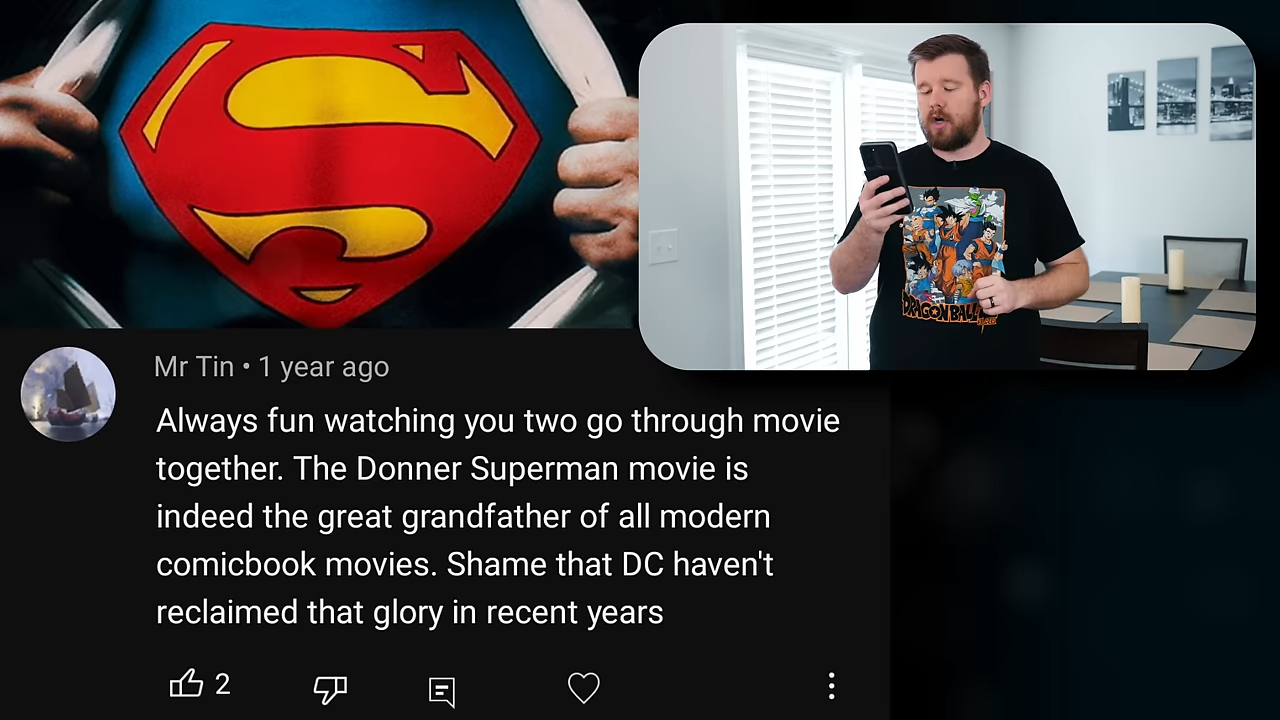 Mr Tin • 1 year ago
Always fun watching you two go through movie
together. The Donner Superman movie is
indeed the great grandfather of all modern
comicbook movies. Shame that DC haven't
reclaimed that glory in recent years
2
DRAGON BALL